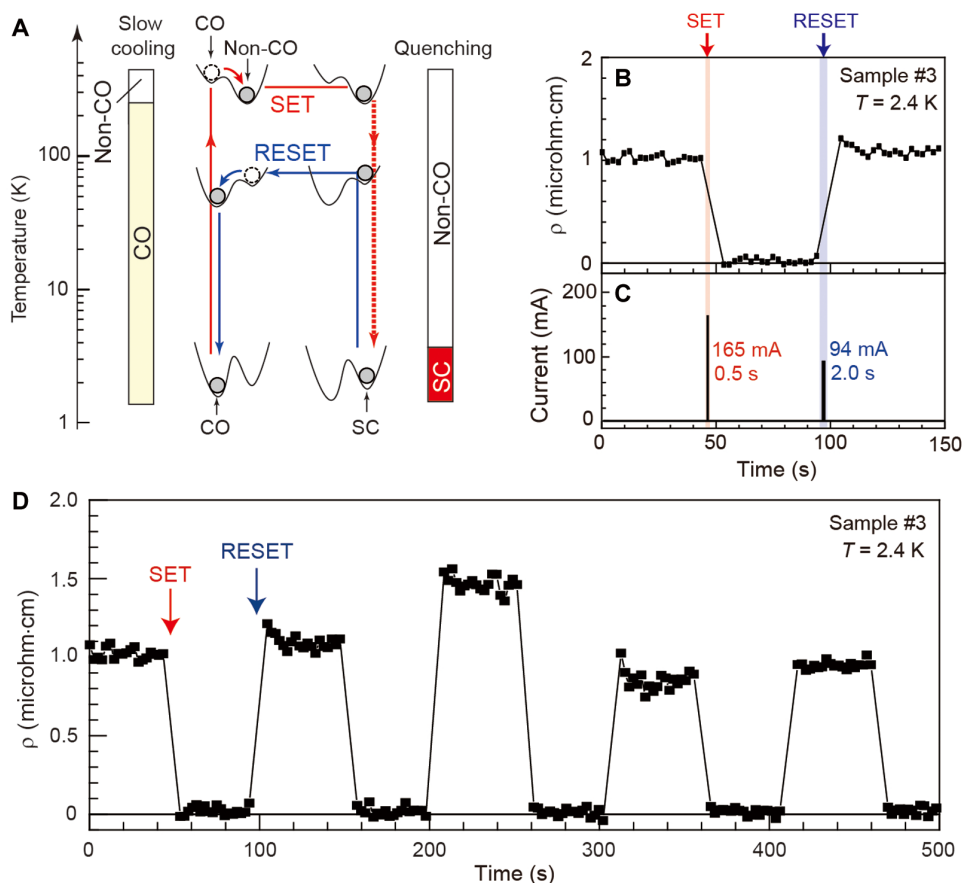 A
Slow
cooling
CO
Non-CO
Quenching
Non-CO
CO
SET
RESET
Non-CO
SC
CO
SC
Temperature (K)
100
10
1
SET
RESET
B
Sample #3
T = 2.4 K
ρ (microhm·cm)
2
1
0
C
Current (mA)
200
100
0
165 mA
0.5 s
94 mA
2.0 s
0
50
100
150
Time (s)
D
Sample #3
T = 2.4 K
SET
RESET
ρ (microhm·cm)
2.0
1.5
1.0
0.5
0
0
100
200
300
400
500
Time (s)